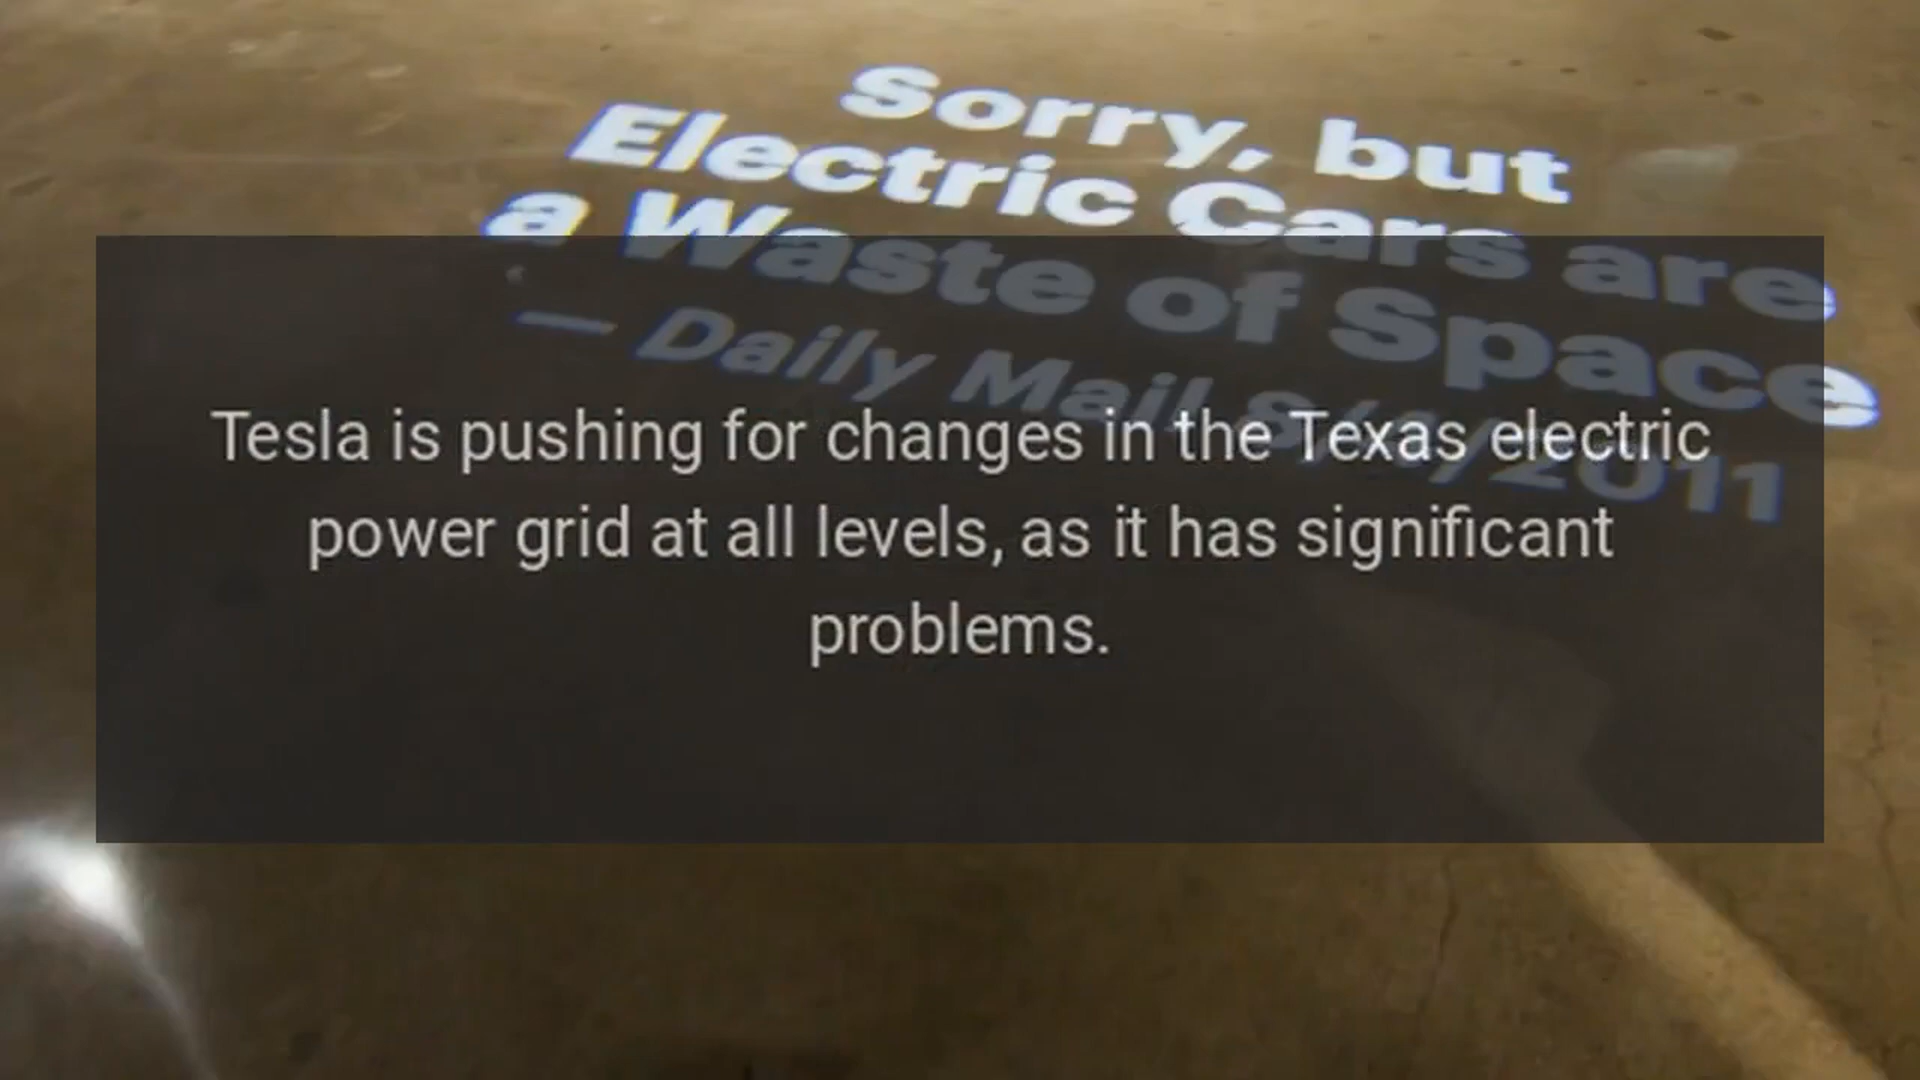 Sorry, but
Electric Cars are
a Waste of Space
— Daily Mail
2011
Tesla is pushing for changes in the Texas electric
power grid at all levels, as it has significant
problems.